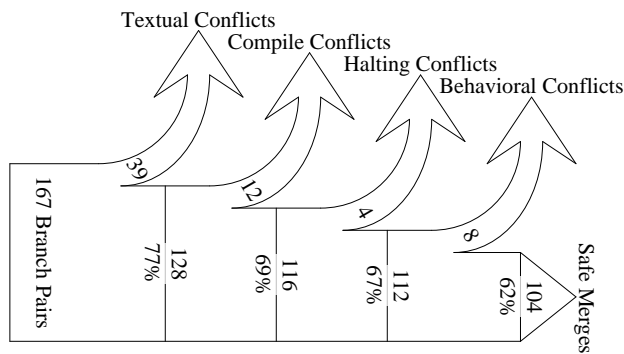 Textual Conflicts
Compile Conflicts
Halting Conflicts
Behavioral Conflicts
39
12
4
8
167 Branch Pairs
128
77%
116
69%
112
67%
104
62%
Safe Merges